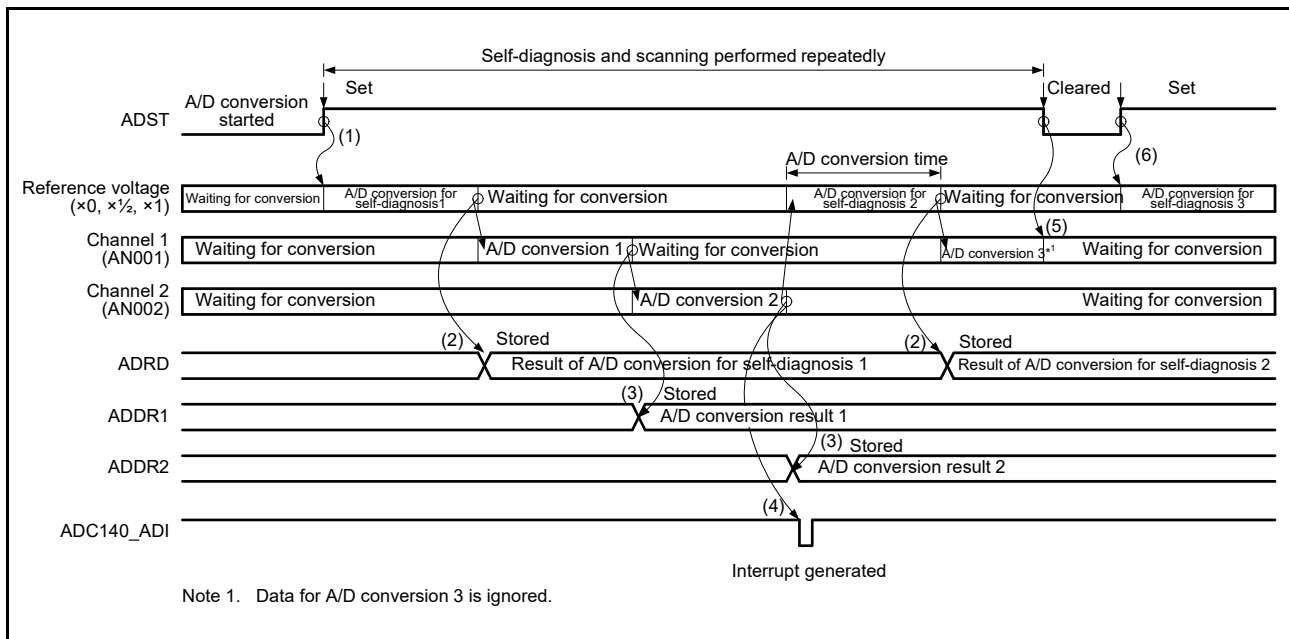 Self-diagnosis and scanning performed repeatedly
Set
Cleared
Set
A/D conversion
started
ADST
(1)
(6)
A/D conversion time
Reference voltage
(×0, ×½, ×1)
Waiting for conversion
A/D conversion for
self-diagnosis1
Waiting for conversion
A/D conversion for
self-diagnosis 2
Waiting for conversion
A/D conversion for
self-diagnosis 3
(5)
Channel 1
(AN001)
Waiting for conversion
A/D conversion 1
Waiting for conversion
A/D conversion 3*1
Waiting for conversion
Channel 2
(AN002)
Waiting for conversion
A/D conversion 2
Waiting for conversion
(2)
Stored
(2)
Stored
ADRD
Result of A/D conversion for self-diagnosis 1
Result of A/D conversion for self-diagnosis 2
(3)
Stored
ADDR1
A/D conversion result 1
(3)
Stored
ADDR2
A/D conversion result 2
(4)
ADC140_ADI
Interrupt generated
Note 1. Data for A/D conversion 3 is ignored.